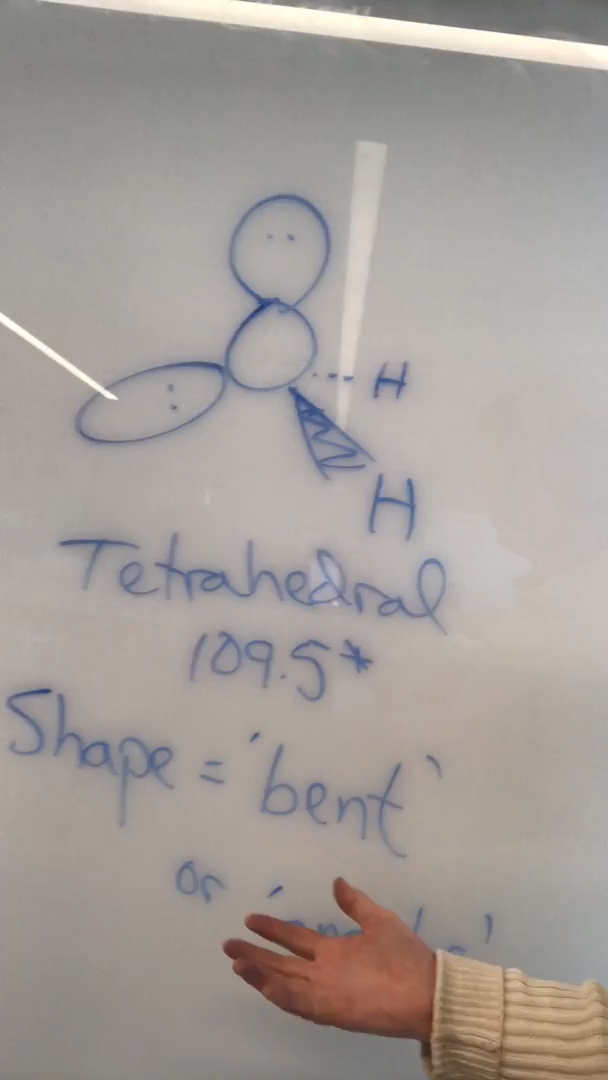 H
H
Tetrahedral
109.5*
Shape = 'bent'
or